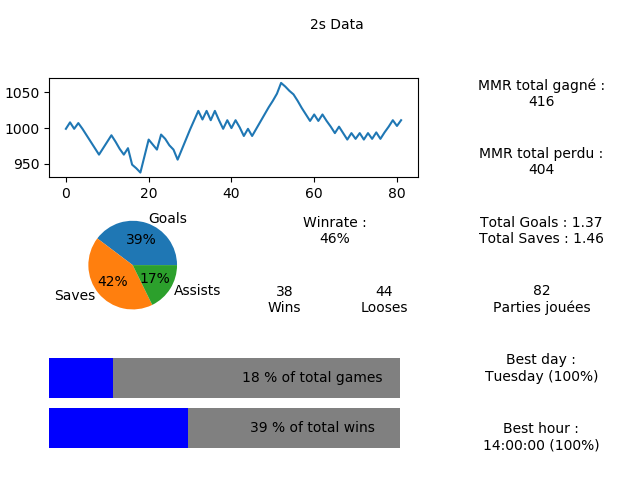 2s Data
1050
1000
950
0
20
40
60
80
MMR total gagné :
416
MMR total perdu :
404
Goals
39%
Saves
42%
17%
Assists
Winrate :
46%
Total Goals : 1.37
Total Saves : 1.46
38
Wins
44
Looses
82
Parties jouées
18 % of total games
39 % of total wins
Best day :
Tuesday (100%)
Best hour :
14:00:00 (100%)